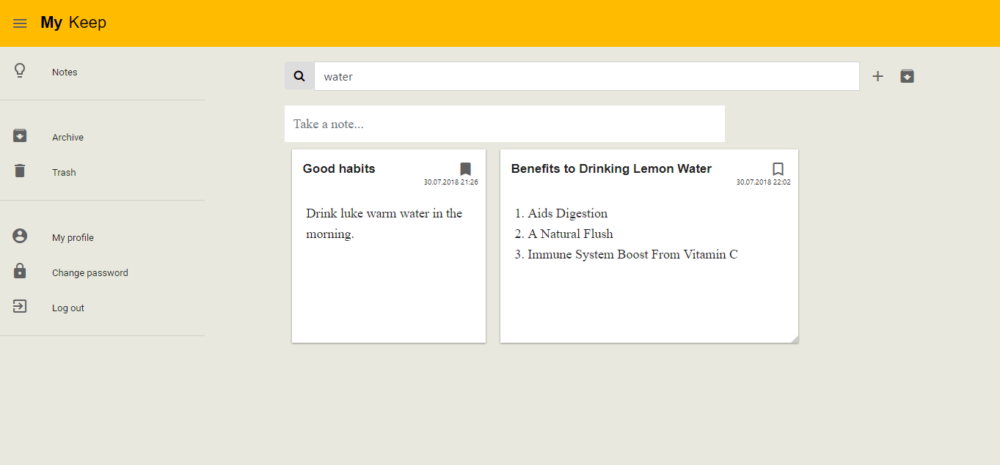 My Keep
Notes
Archive
Trash
My profile
Change password
Log out
water
Take a note...
Good habits
30.07.2018 21:26
Drink luke warm water in the
morning.
Benefits to Drinking Lemon Water
30.07.2018 22:02
1. Aids Digestion
2. A Natural Flush
3. Immune System Boost From Vitamin C